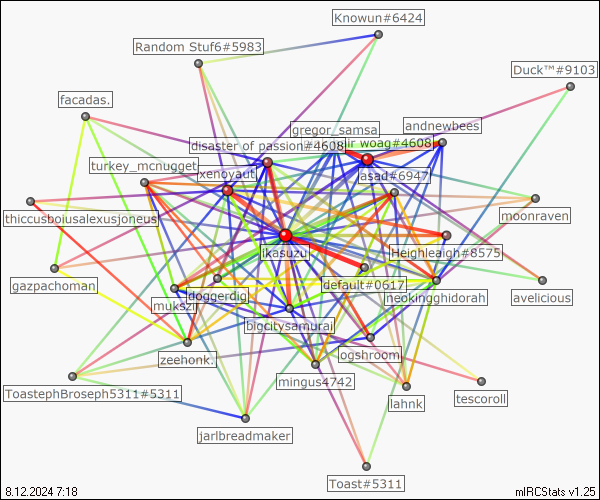 Knowun#6424
Random Stuf6#5983
Duck™#9103
facadas.
gregor_samsa
andnewbees
disaster of passion#4608
woag#4608
turkey_mcnugget
xenoyaut
asad#6947
thiccusboiusalexusjoneus
moonraven
ikasuzu
Heighleaigh#8575
gazpachoman
default#0617
avelicious
mukszi
doggerdig
neokingghidorah
bigcitysamurai
zeehonk.
ogshroom
mingus4742
ToastephBroseph5311#5311
lahnk
tescoroll
jarlbreadmaker
Toast#5311
8.12.2024 7:18
mIRCStats v1.25